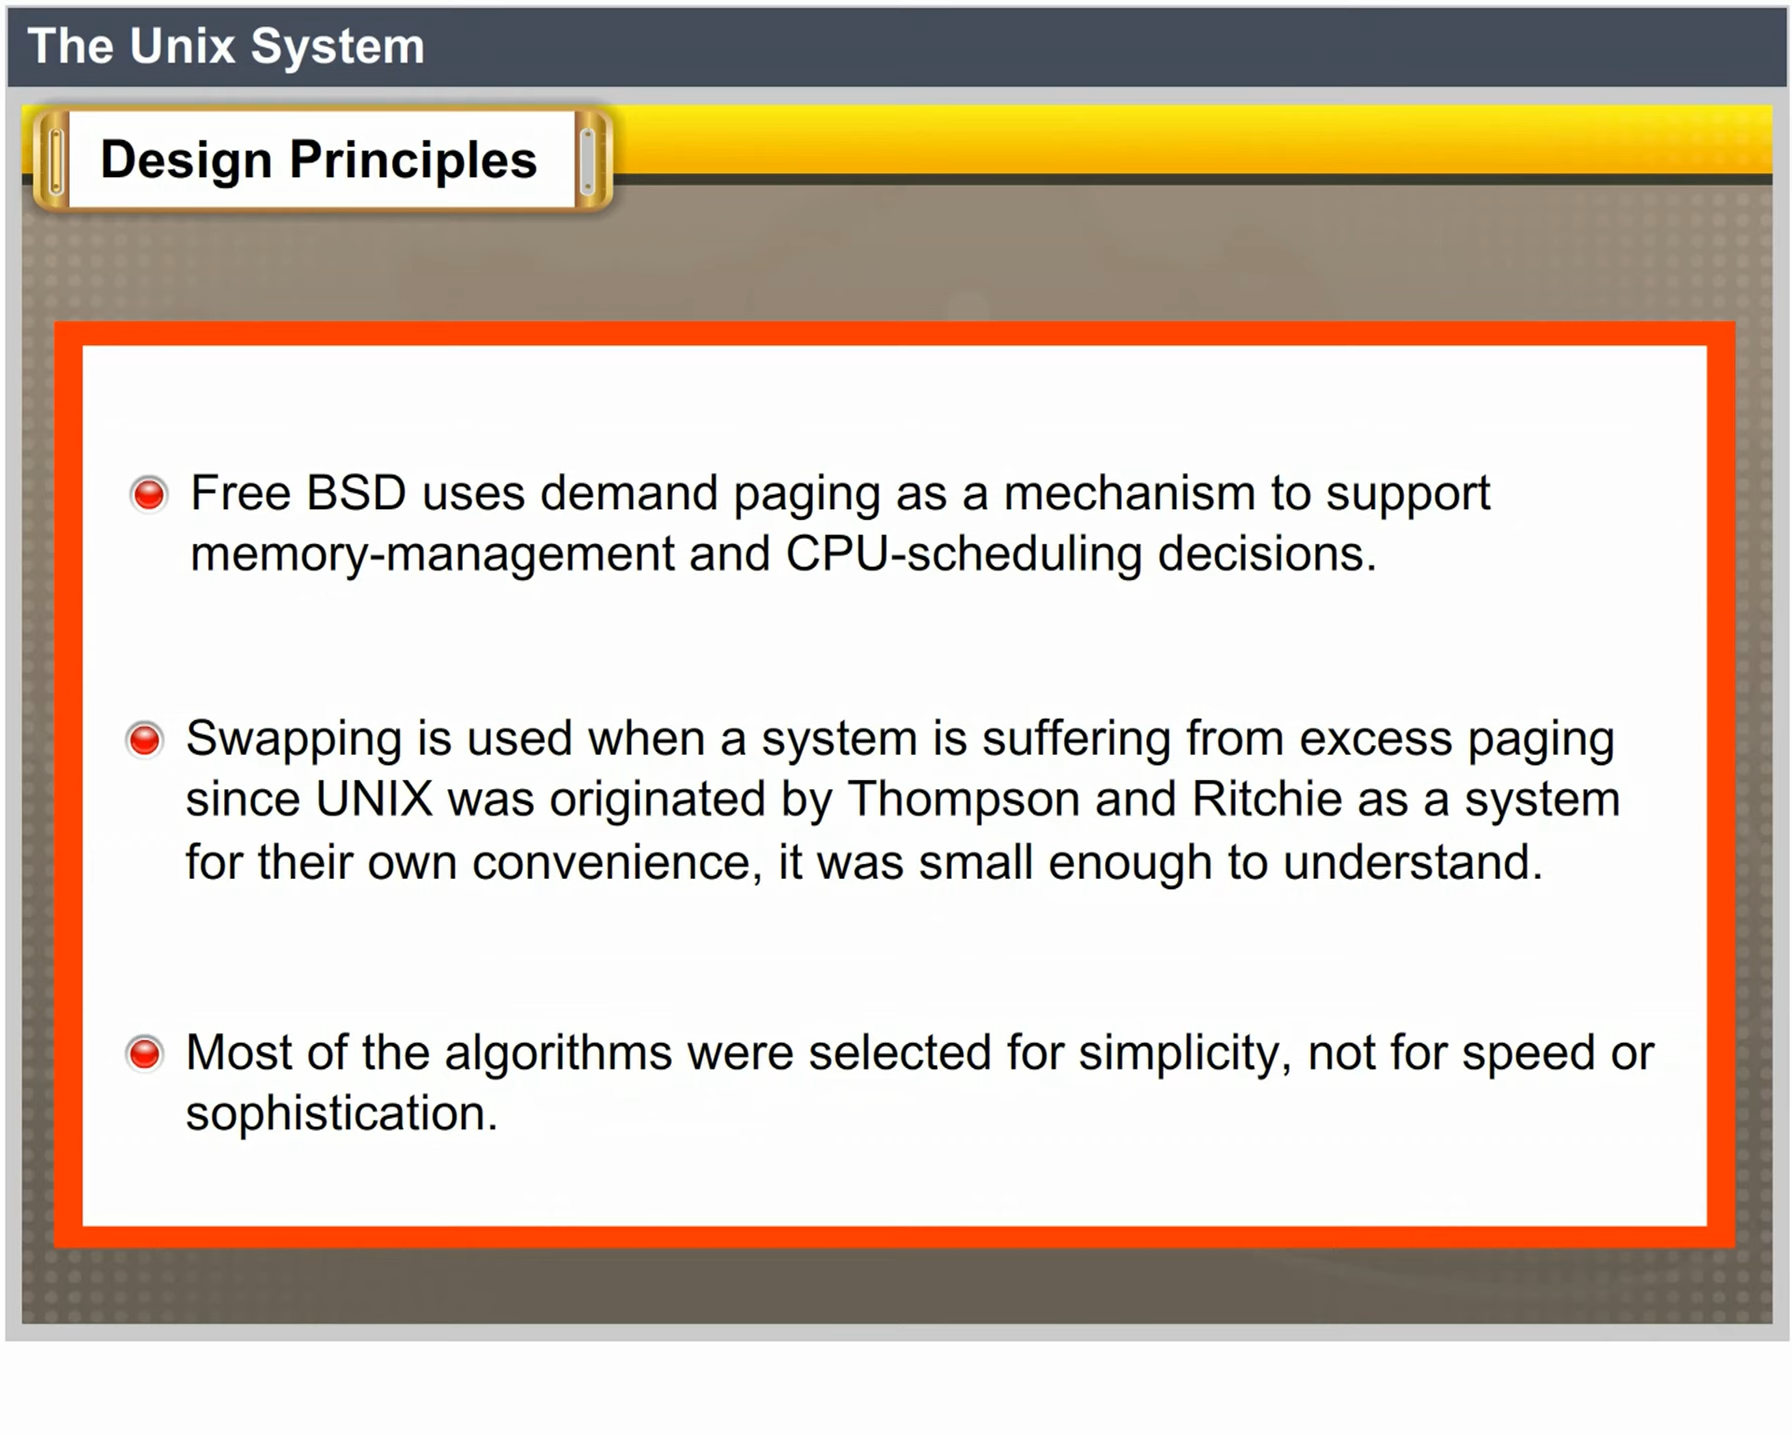 The Unix System
Design Principles
Free BSD uses demand paging as a mechanism to support
memory-management and CPU-scheduling decisions.
Swapping is used when a system is suffering from excess paging
since UNIX was originated by Thompson and Ritchie as a system
for their own convenience, it was small enough to understand.
Most of the algorithms were selected for simplicity, not for speed or
sophistication.